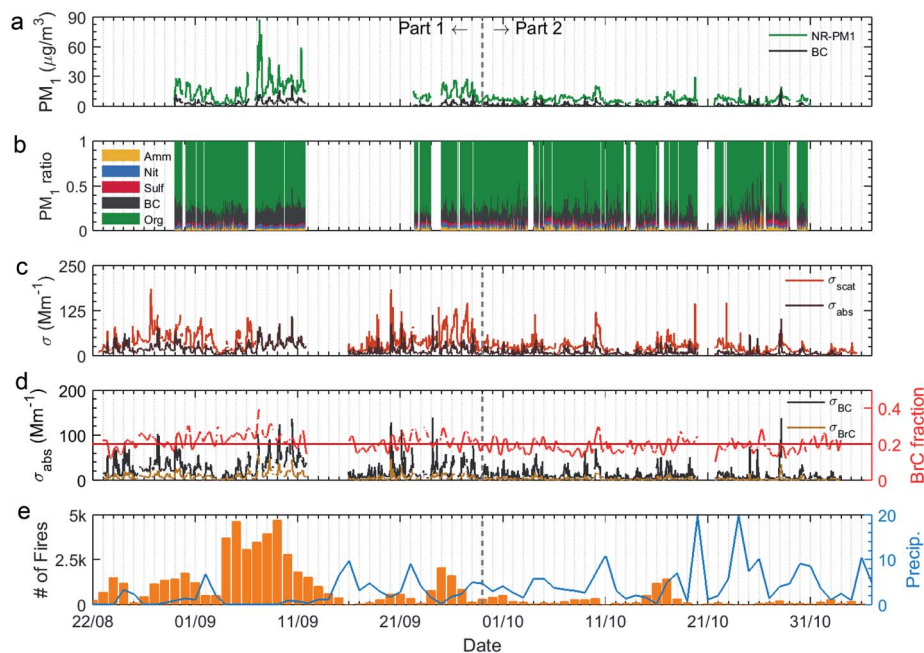 a
PM1 (μg/m³)
90
60
30
0
Part 1 ← → Part 2
NR-PM1
BC
b
PM1 ratio
1
0.5
0
Amm
Nit
Sulf
BC
Org
c
σ (Mm⁻¹)
250
125
0
σscat
σabs
d
σabs (Mm⁻¹)
200
100
0
σBC
σBrC
0.4
0.2
0
BrC fraction
e
# of Fires
5k
2.5k
0
20
10
0
Precip.
22/08 01/09 11/09 21/09 01/10 11/10 21/10 31/10
Date